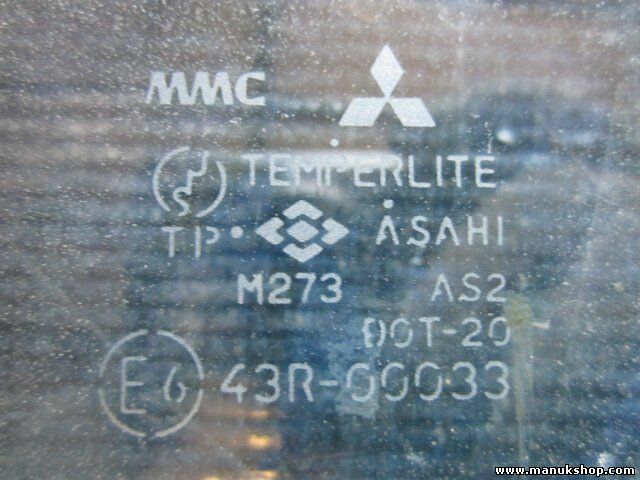 MMC
TEMPERLITE
TP ASAHI
M273 AS2
DOT-20
E6 43R-00033
www.manukshop.com